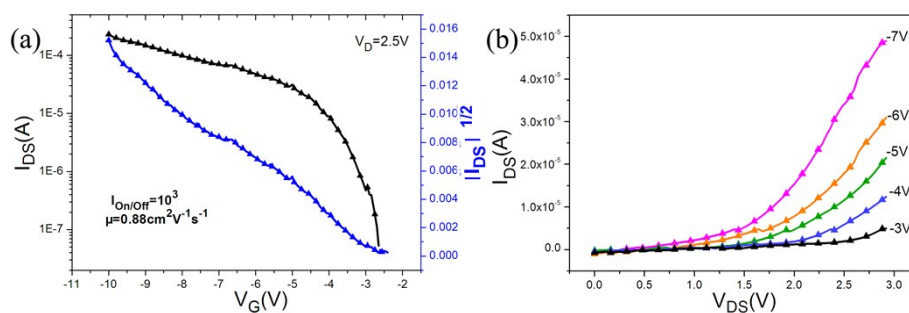 (a)
V_D=2.5V
I_On/Off=10^3
μ=0.88cm^2V^-1s^-1
I_DS(A)
1E-4
1E-5
1E-6
1E-7
-11 -10 -9 -8 -7 -6 -5 -4 -3 -2 -1
V_G(V)
0.016
0.014
0.012
0.010
0.008
0.006
0.004
0.002
0.000
|I_DS|^1/2
(b)
I_DS(A)
5.0x10^-5
4.0x10^-5
3.0x10^-5
2.0x10^-5
1.0x10^-5
0.0
-7V
-6V
-5V
-4V
-3V
0.0 0.5 1.0 1.5 2.0 2.5 3.0
V_DS(V)